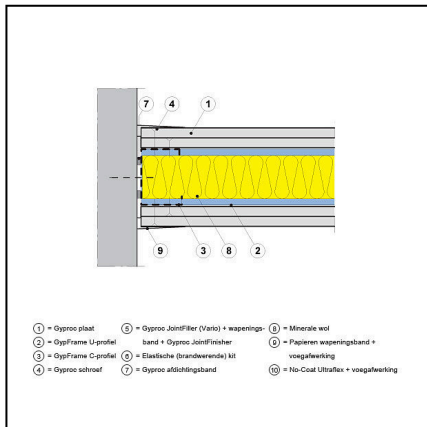 7 4 1
9 3 8 2
1 = Gyproc plaat
2 = GypFrame U-profiel
3 = GypFrame C-profiel
4 = Gyproc schroef
5 = Gyproc JointFiller (Vario) + wapenings-
band + Gyproc JointFinisher
6 = Elastische (brandwerende) kit
7 = Gyproc afdichtingsband
8 = Minerale wol
9 = Papieren wapeningsband +
voegafwerking
10 = No-Coat Ultraflex + voegafwerking